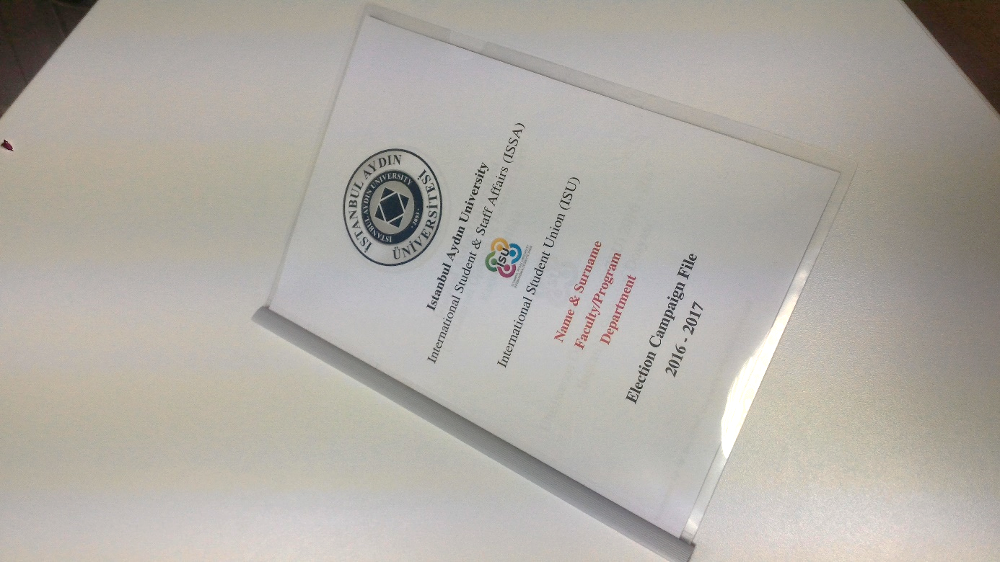 İSTANBUL AYDIN ÜNİVERSİTESİ
ISTANBUL AYDIN UNIVERSITY
· 2003 ·
Istanbul Aydın University
International Student & Staff Affairs (ISSA)
isu
International Student Union (ISU)
Name & Surname
Faculty/Program
Department
Election Campaign File
2016 - 2017